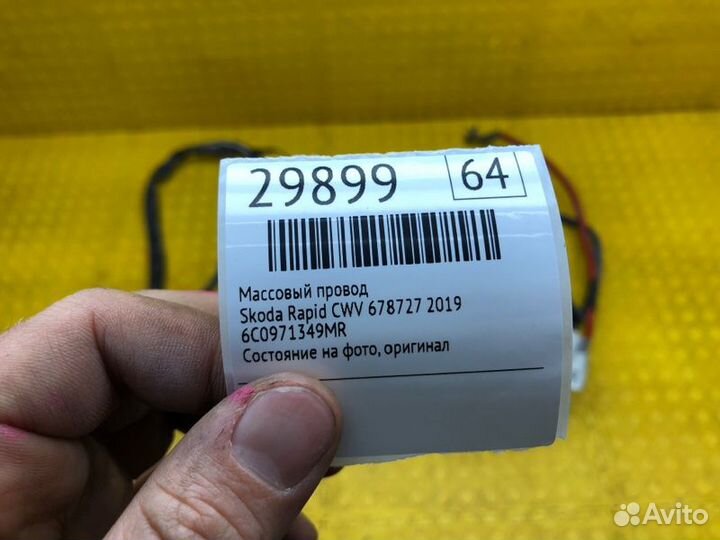 29899
64
Массовый провод
Skoda Rapid CWV 678727 2019
6C0971349MR
Состояние на фото, оригинал
Avito